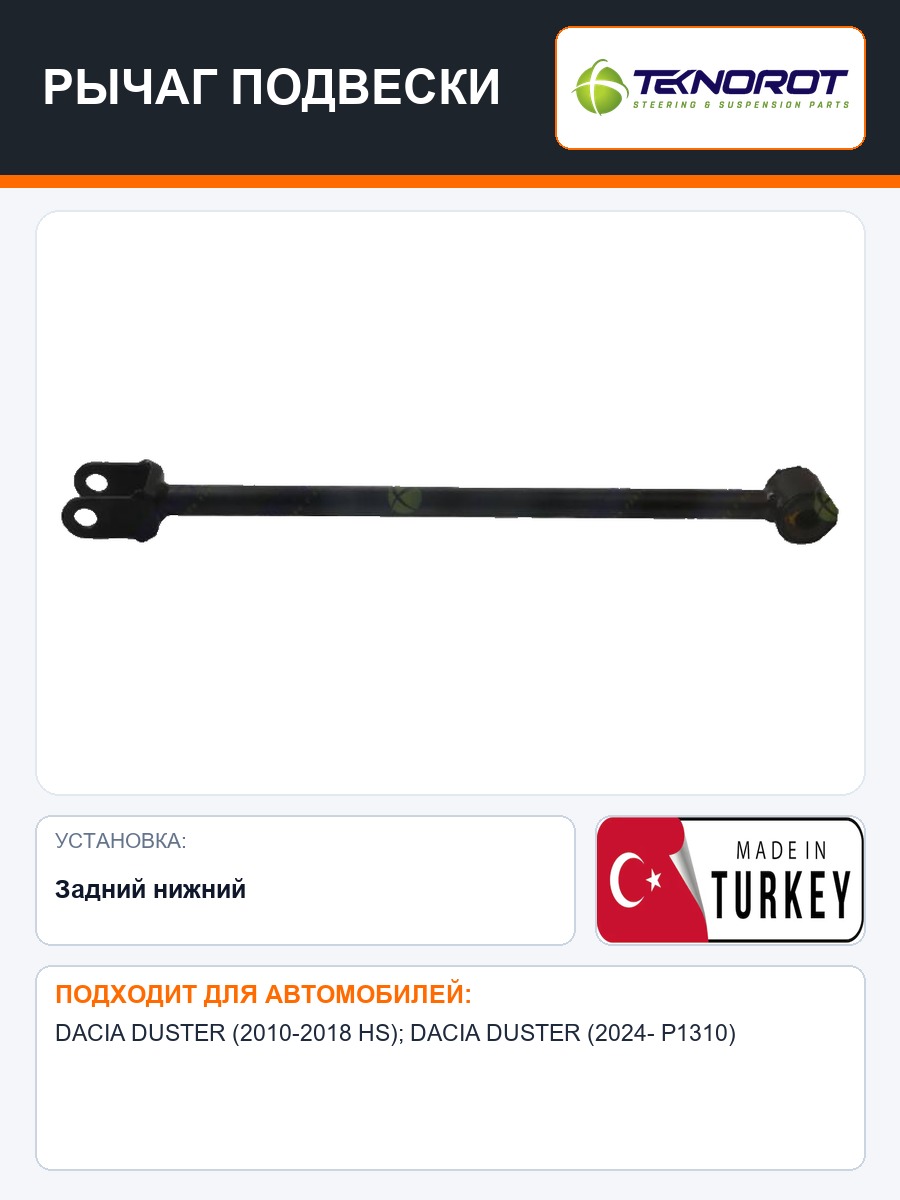 РЫЧАГ ПОДВЕСКИ
TEKNOROT
STEERING & SUSPENSION PARTS
УСТАНОВКА:
Задний нижний
MADE IN
TURKEY
ПОДХОДИТ ДЛЯ АВТОМОБИЛЕЙ:
DACIA DUSTER (2010-2018 HS); DACIA DUSTER (2024- P1310)